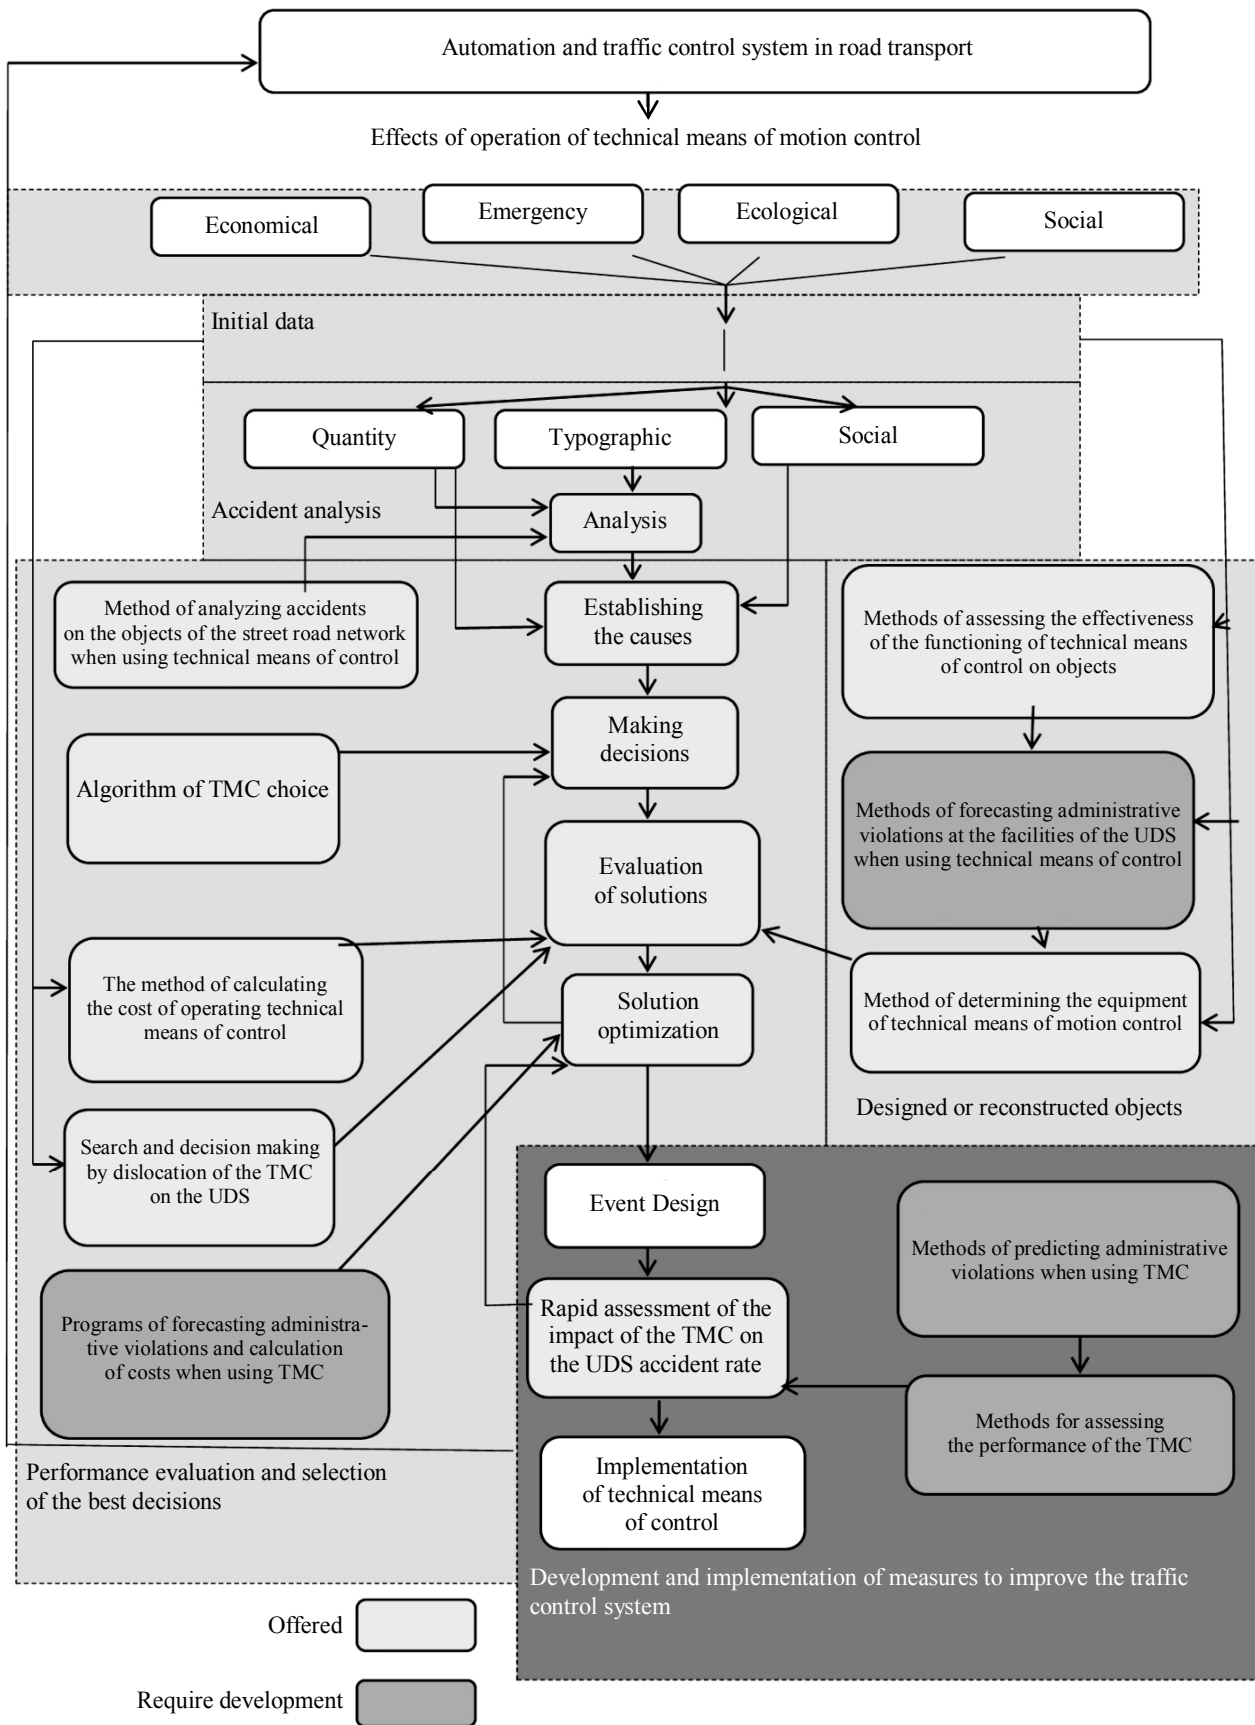 Automation and traffic control system in road transport
Effects of operation of technical means of motion control
Economical
Emergency
Ecological
Social
Initial data
Quantity
Typographic
Social
Accident analysis
Analysis
Method of analyzing accidents
on the objects of the street road network
when using technical means of control
Establishing
the causes
Methods of assessing the effectiveness
of the functioning of technical means
of control on objects
Making
decisions
Algorithm of TMC choice
Methods of forecasting administrative
violations at the facilities of the UDS
when using technical means of control
Evaluation
of solutions
The method of calculating
the cost of operating technical
means of control
Solution
optimization
Method of determining the equipment
of technical means of motion control
Designed or reconstructed objects
Search and decision making
by dislocation of the TMC
on the UDS
Event Design
Methods of predicting administrative
violations when using TMC
Programs of forecasting administra-
tive violations and calculation
of costs when using TMC
Rapid assessment of the
impact of the TMC on
the UDS accident rate
Methods for assessing
the performance of the TMC
Performance evaluation and selection
of the best decisions
Implementation
of technical means
of control
Development and implementation of measures to improve the traffic
control system
Offered
Require development